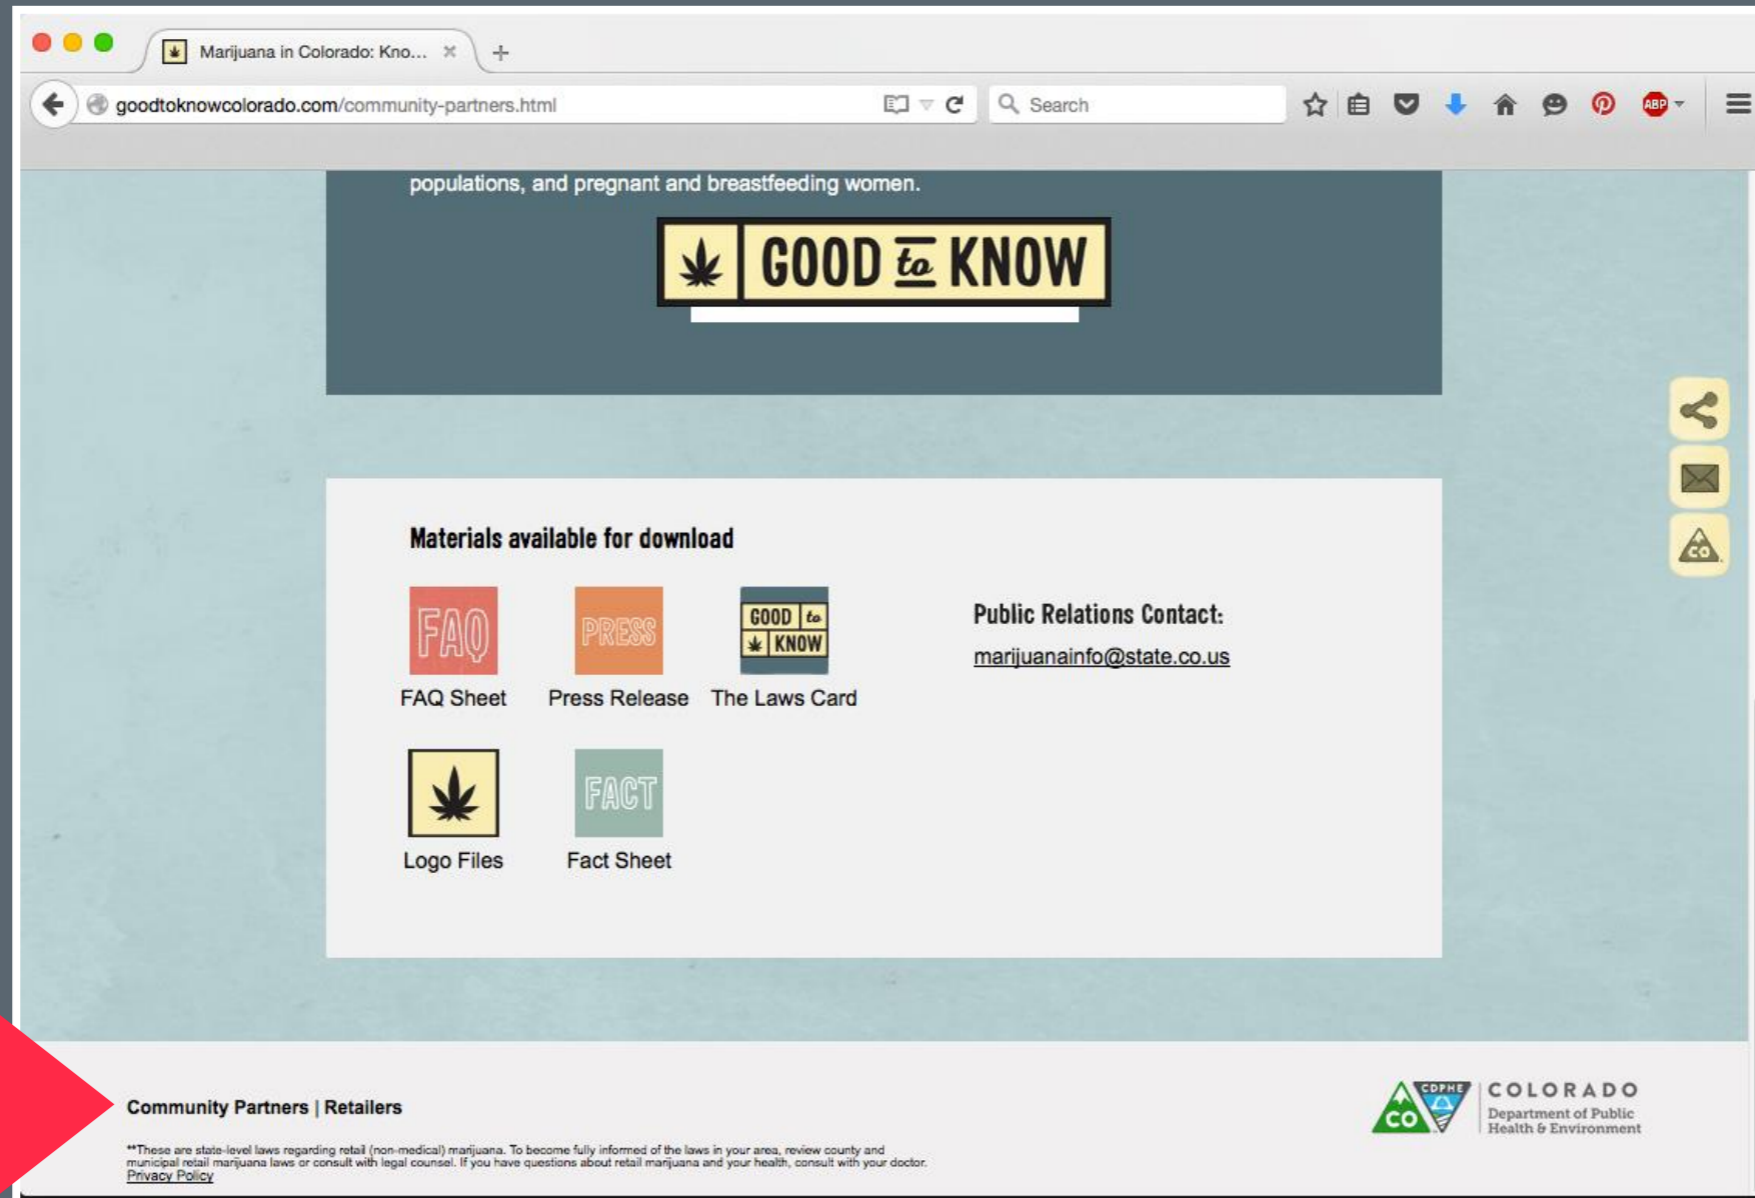 Marijuana in Colorado: Kno...
goodtoknowcolorado.com/community-partners.html
Search
ABP
populations, and pregnant and breastfeeding women.
GOOD to KNOW
Materials available for download
FAQ
PRESS
GOOD to
KNOW
FAQ Sheet
Press Release
The Laws Card
Public Relations Contact:
marijuanainfo@state.co.us
CO
FACT
Logo Files
Fact Sheet
Community Partners | Retailers
**These are state-level laws regarding retail (non-medical) marijuana. To become fully informed of the laws in your area, review county and
municipal retail marijuana laws or consult with legal counsel. If you have questions about retail marijuana and your health, consult with your doctor.
Privacy Policy
CO
CDPHE
COLORADO
Department of Public
Health & Environment